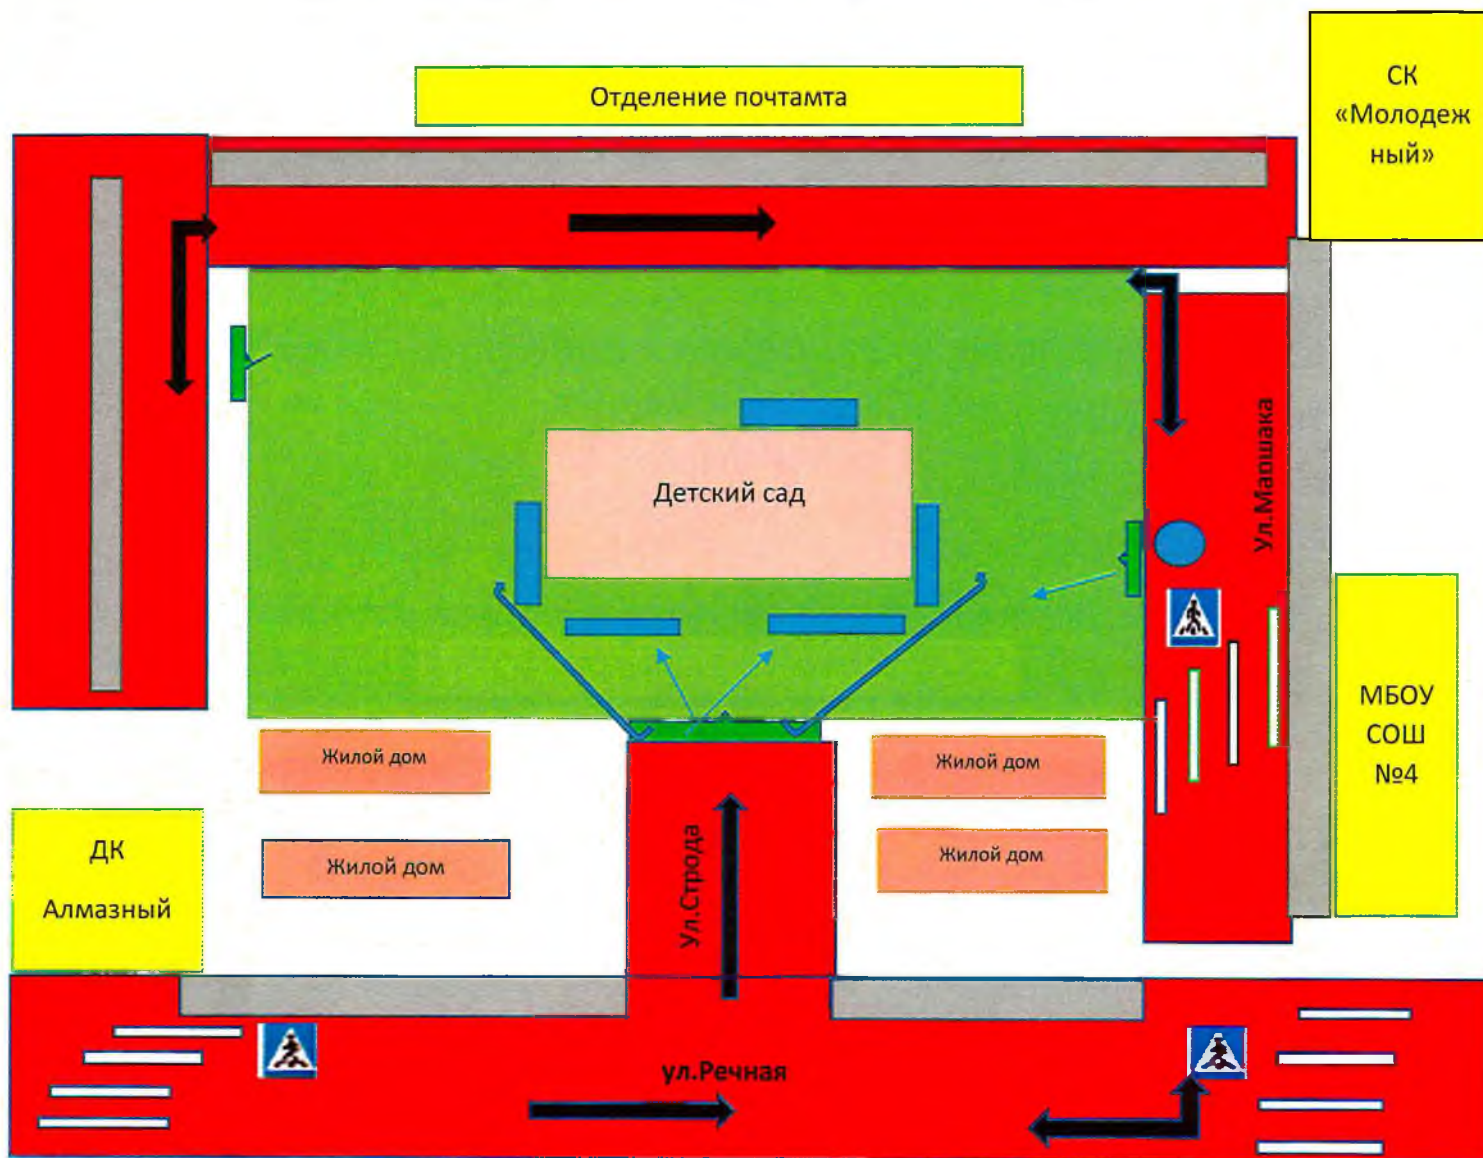 Отделение почтамта
СК
«Молодеж
ный»
Детский сад
Ул.Маошака
МБОУ
СОШ
№4
Жилой дом
Жилой дом
Жилой дом
Жилой дом
ДК
Алмазный
Ул.Строда
ул.Речная